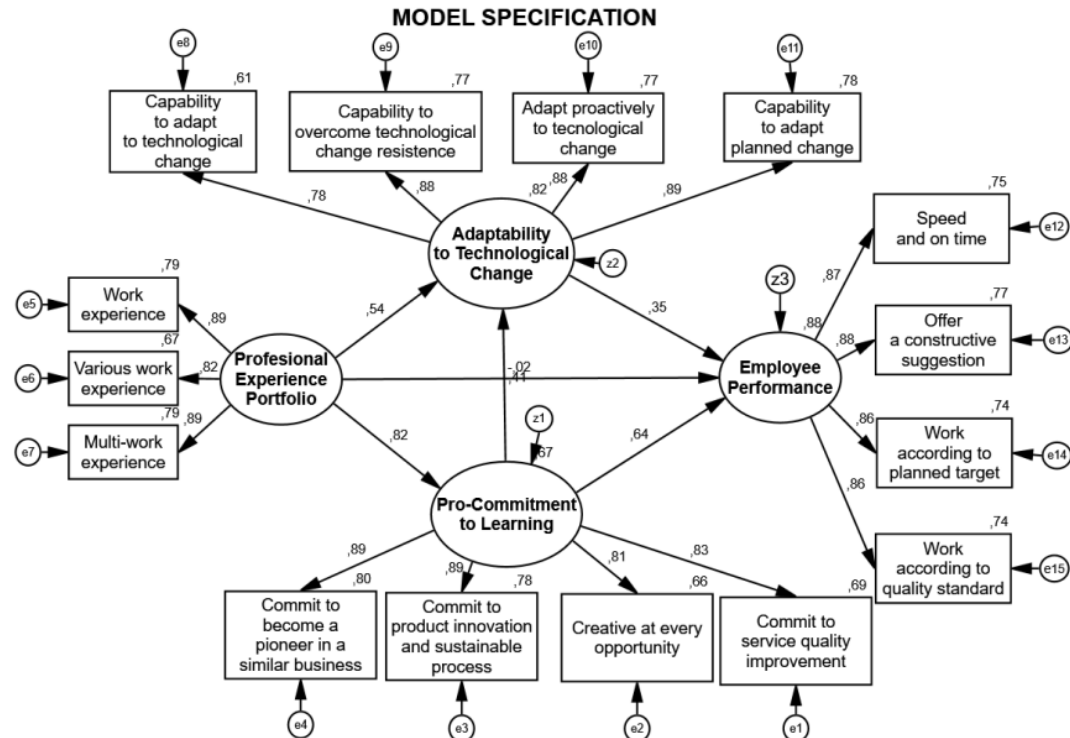 MODEL SPECIFICATION
e8
e9
e10
e11
,61
,77
,77
,78
Capability
to adapt
to technological
change
Capability to
overcome technological
change resistence
Adapt proactively
to tecnological
change
Capability
to adapt
planned change
,78
,88
,82
,88
,89
Adaptability
to Technological
Change
z2
,75
Speed
and on time
e12
,87
z3
,79
e5
Work
experience
,89
,54
,35
,88
,77
,88
Offer
a constructive
suggestion
e13
,67
e6
Various work
experience
,82
Profesional
Experience
Portfolio
-,02
,41
Employee
Performance
,79
e7
Multi-work
experience
,89
,82
z1
,64
,74
,86
Work
according to
planned target
e14
,67
Pro-Commitment
to Learning
,86
,74
Work
according to
quality standard
e15
,89
,89
,81
,83
,80
,78
,66
,69
Commit to
become a
pioneer in a
similar business
Commit to
product innovation
and sustainable
process
Creative at every
opportunity
Commit to
service quality
improvement
e4
e3
e2
e1